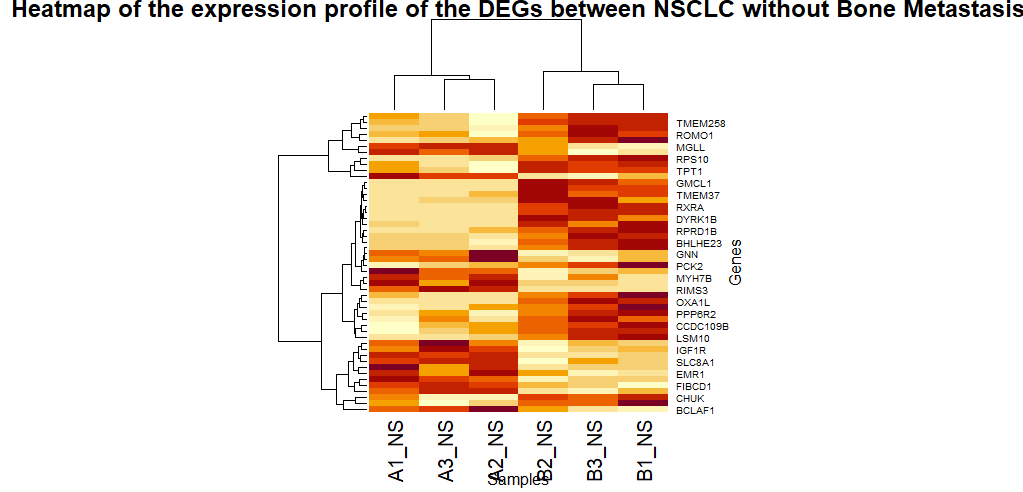 Heatmap of the expression profile of the DEGs between NSCLC without Bone Metastasis
TMEM258
ROMO1
MGLL
RPS10
TPT1
GMCL1
TMEM37
RXRA
DYRK1B
RPRD1B
BHLHE23
GNN
PCK2
MYH7B
RIMS3
OXA1L
PPP6R2
CCDC109B
LSM10
IGF1R
SLC8A1
EMR1
FIBCD1
CHUK
BCLAF1
Genes
A1_NS
A3_NS
A2_NS
B2_NS
B3_NS
B1_NS
Samples